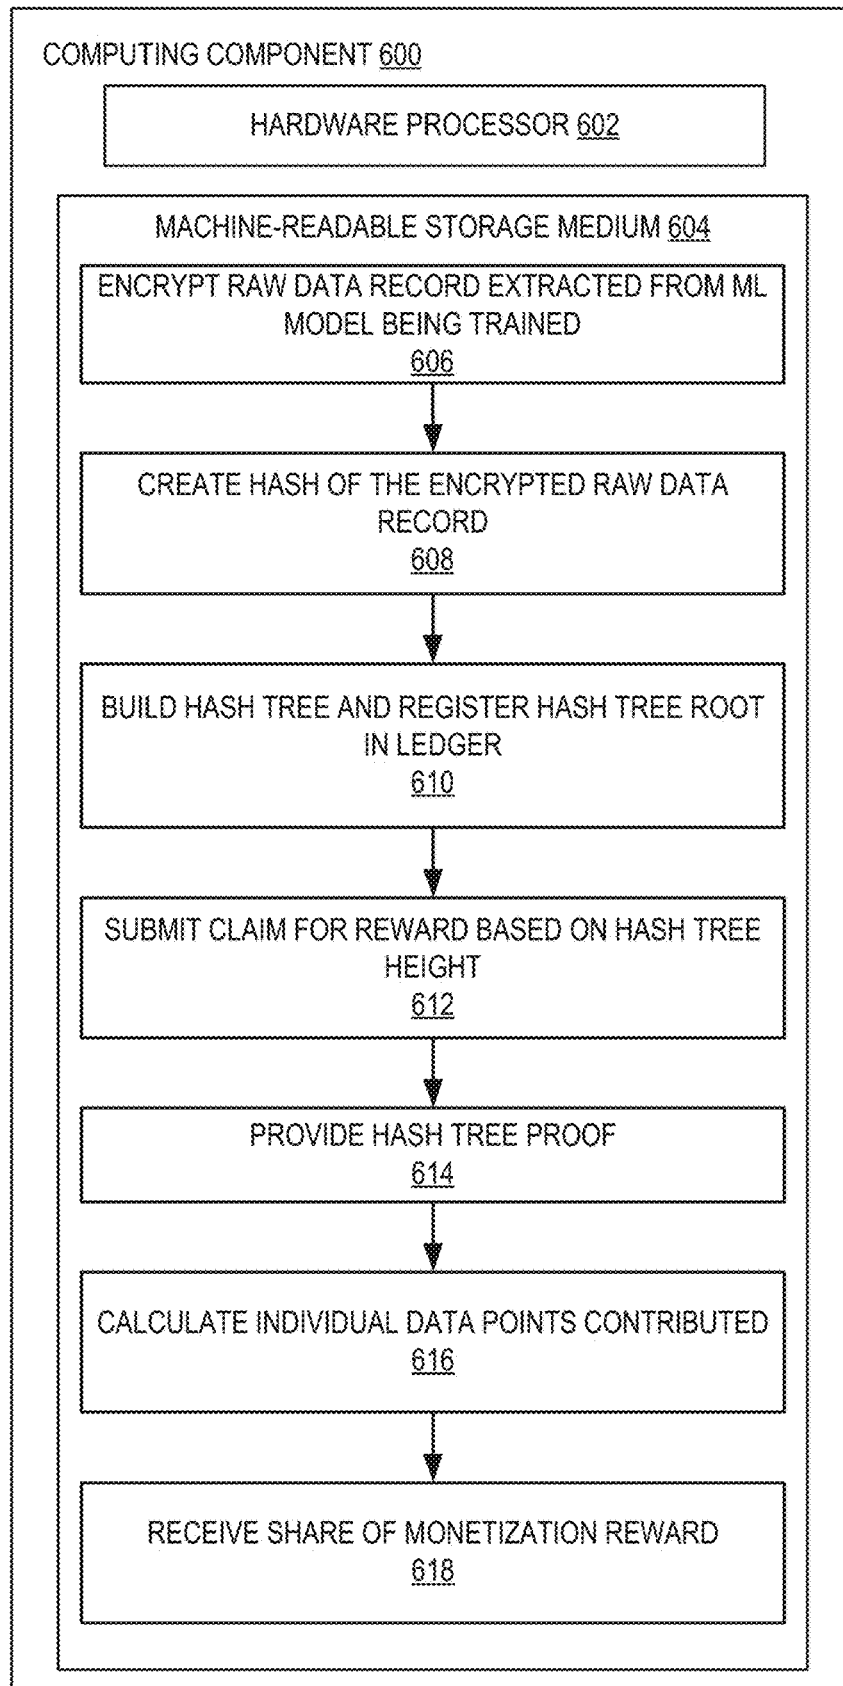 COMPUTING COMPONENT 600
HARDWARE PROCESSOR 602
MACHINE-READABLE STORAGE MEDIUM 604
ENCRYPT RAW DATA RECORD EXTRACTED FROM ML
MODEL BEING TRAINED
606
CREATE HASH OF THE ENCRYPTED RAW DATA
RECORD
608
BUILD HASH TREE AND REGISTER HASH TREE ROOT
IN LEDGER
610
SUBMIT CLAIM FOR REWARD BASED ON HASH TREE
HEIGHT
612
PROVIDE HASH TREE PROOF
614
CALCULATE INDIVIDUAL DATA POINTS CONTRIBUTED
616
RECEIVE SHARE OF MONETIZATION REWARD
618